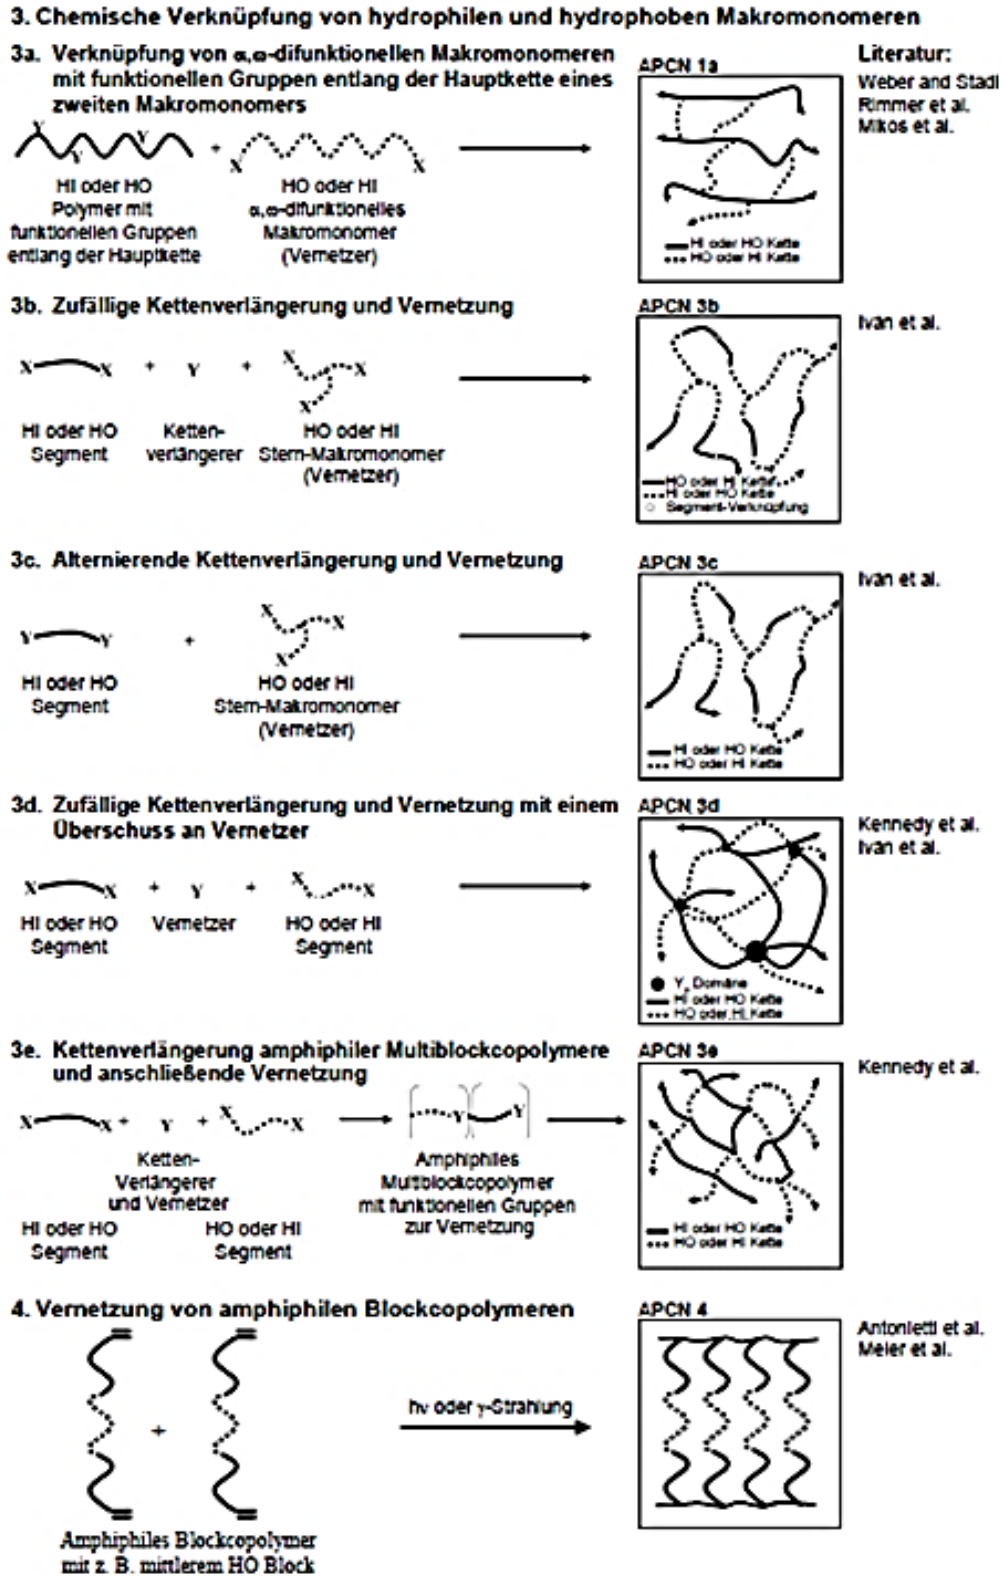 3. Chemische Verknüpfung von hydrophilen und hydrophoben Makromonomeren
3a. Verknüpfung von α,ω-difunktionellen Makromonomeren
mit funktionellen Gruppen entlang der Hauptkette eines
zweiten Makromonomers
APCN 1a
Literatur:
Weber and Stadl
Rimmer et al.
Mikos et al.
Y
Y
Y
+
X
X
HI oder HO
Polymer mit
funktionellen Gruppen
entlang der Hauptkette
HO oder HI
α,ω-difunktionelles
Makromonomer
(Vernetzer)
HI oder HO Kette
HO oder HI Kette
3b. Zufällige Kettenverlängerung und Vernetzung
APCN 3b
Ivan et al.
X X + Y + X X X
HI oder HO
Segment
Ketten-
verlängerer
HO oder HI
Stern-Makromonomer
(Vernetzer)
HO oder HI Kette
HI oder HO Kette
Segment-Verknüpfung
3c. Alternierende Kettenverlängerung und Vernetzung
APCN 3c
Ivan et al.
Y Y + X X X
HI oder HO
Segment
HO oder HI
Stern-Makromonomer
(Vernetzer)
HI oder HO Kette
HO oder HI Kette
3d. Zufällige Kettenverlängerung und Vernetzung mit einem
Überschuss an Vernetzer
APCN 3d
Kennedy et al.
Ivan et al.
X X + Y + X X
HI oder HO
Segment
Vernetzer
HO oder HI
Segment
Domäne
HI oder HO Kette
HO oder HI Kette
3e. Kettenverlängerung amphiphiler Multiblockcopolymere
und anschließende Vernetzung
APCN 3e
Kennedy et al.
X X + Y + X X
Y Y
Ketten-
Verlängerer
und Vernetzer
HI oder HO
Segment
HO oder HI
Segment
Amphiphiles
Multiblockcopolymer
mit funktionellen Gruppen
zur Vernetzung
HI oder HO Kette
HO oder HI Kette
4. Vernetzung von amphiphilen Blockcopolymeren
APCN 4
Antonietti et al.
Meier et al.
+
hν oder γ-Strahlung
Amphiphiles Blockcopolymer
mit z. B. mittlerem HO Block